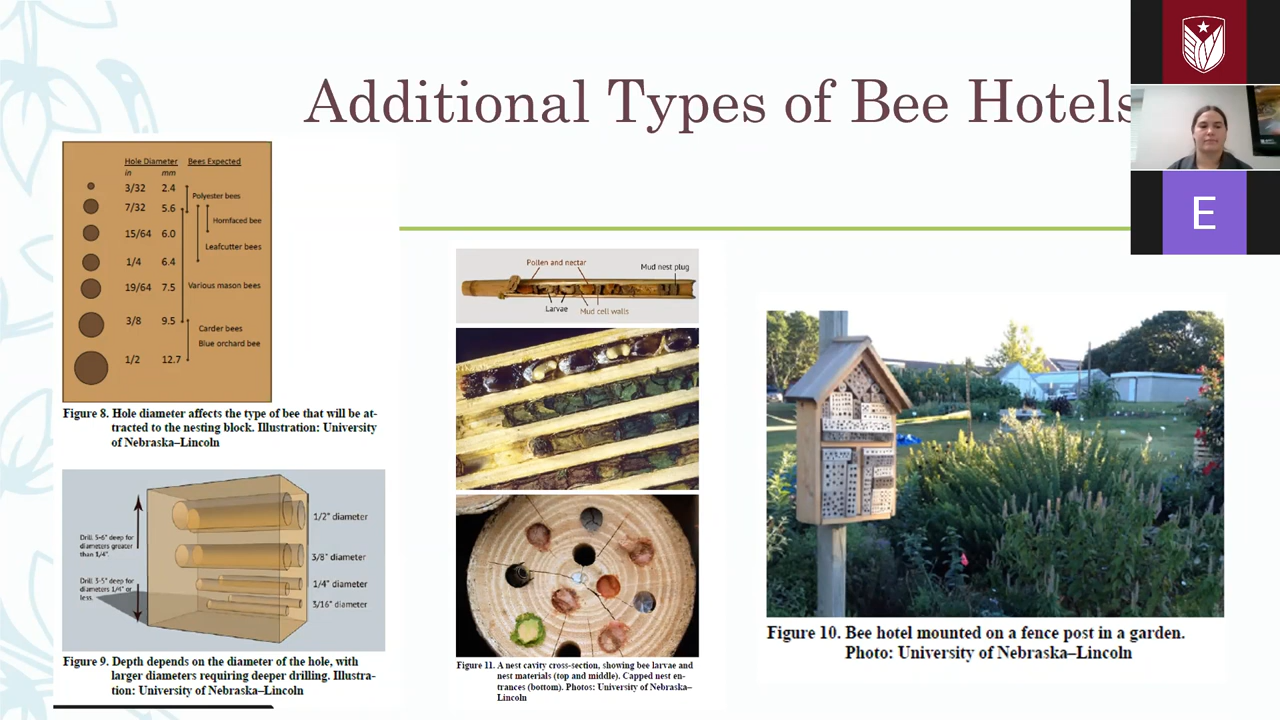 Additional Types of Bee Hotels
Hole Diameter Bees Expected
in mm
3/32 2.4
Polyester bees
7/32 5.6
Hornfaced bee
15/64 6.0
Leafcutter bees
1/4 6.4
19/64 7.5 Various mason bees
3/8 9.5
Carder bees
Blue orchard bee
1/2 12.7
Figure 8. Hole diameter affects the type of bee that will be at-
tracted to the nesting block. Illustration: University
of Nebraska–Lincoln
1/2" diameter
Drill 5-6" deep for
diameters greater
than 1/4".
3/8" diameter
Drill 3-5" deep for
diameters 1/4" or
less.
1/4" diameter
3/16" diameter
Figure 9. Depth depends on the diameter of the hole, with
larger diameters requiring deeper drilling. Illustra-
tion: University of Nebraska–Lincoln
Pollen and nectar
Mud nest plug
Larvae
Mud cell walls
Figure 11. A nest cavity cross-section, showing bee larvae and
nest materials (top and middle). Capped nest en-
trances (bottom). Photos: University of Nebraska–
Lincoln
Figure 10. Bee hotel mounted on a fence post in a garden.
Photo: University of Nebraska–Lincoln
E